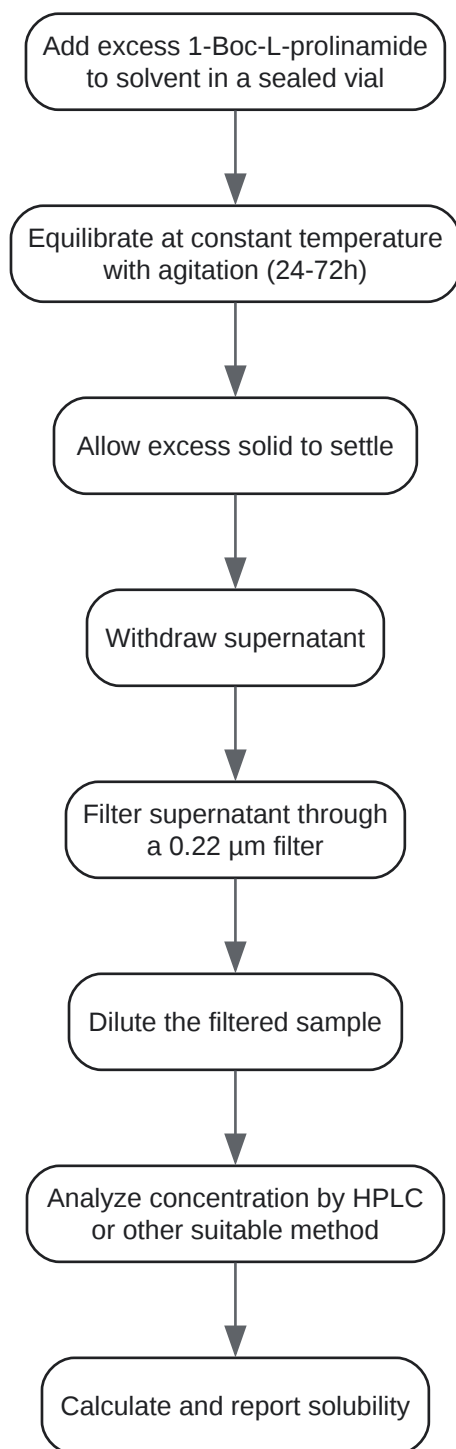 Add excess 1-Boc-L-prolinamide
to solvent in a sealed vial
Equilibrate at constant temperature
with agitation (24-72h)
Allow excess solid to settle
Withdraw supernatant
Filter supernatant through
a 0.22 µm filter
Dilute the filtered sample
Analyze concentration by HPLC
or other suitable method
Calculate and report solubility